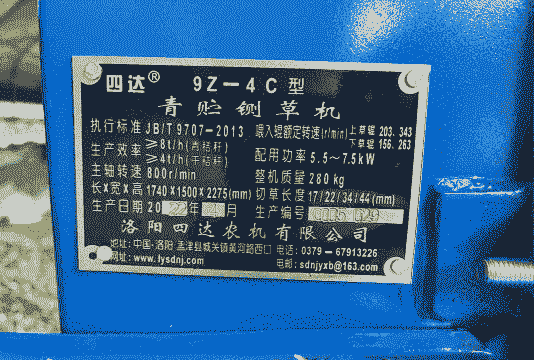 四达® 9Z-4C型
青贮铡草机
执行标准 JB/T 9707-2013 喂入辊额定转速(r/min) 上草辊 203.343 下草辊 156.263
生产效率 ≥8t/h(青秸秆) ≥4t/h(干秸秆) 配用功率 5.5~7.5kW
主轴转速 800r/min 整机质量 280kg
长X宽X高 1740×1500×2275(mm) 切草长度 17/22/34/44(mm)
生产日期 20 年 月 生产编号
洛阳四达农机有限公司
地址:中国·洛阳·孟津县城关镇黄河路西口 电话:0379-67913226
网址:www.lysdnj.com 电邮:sdnjyxb@163.com